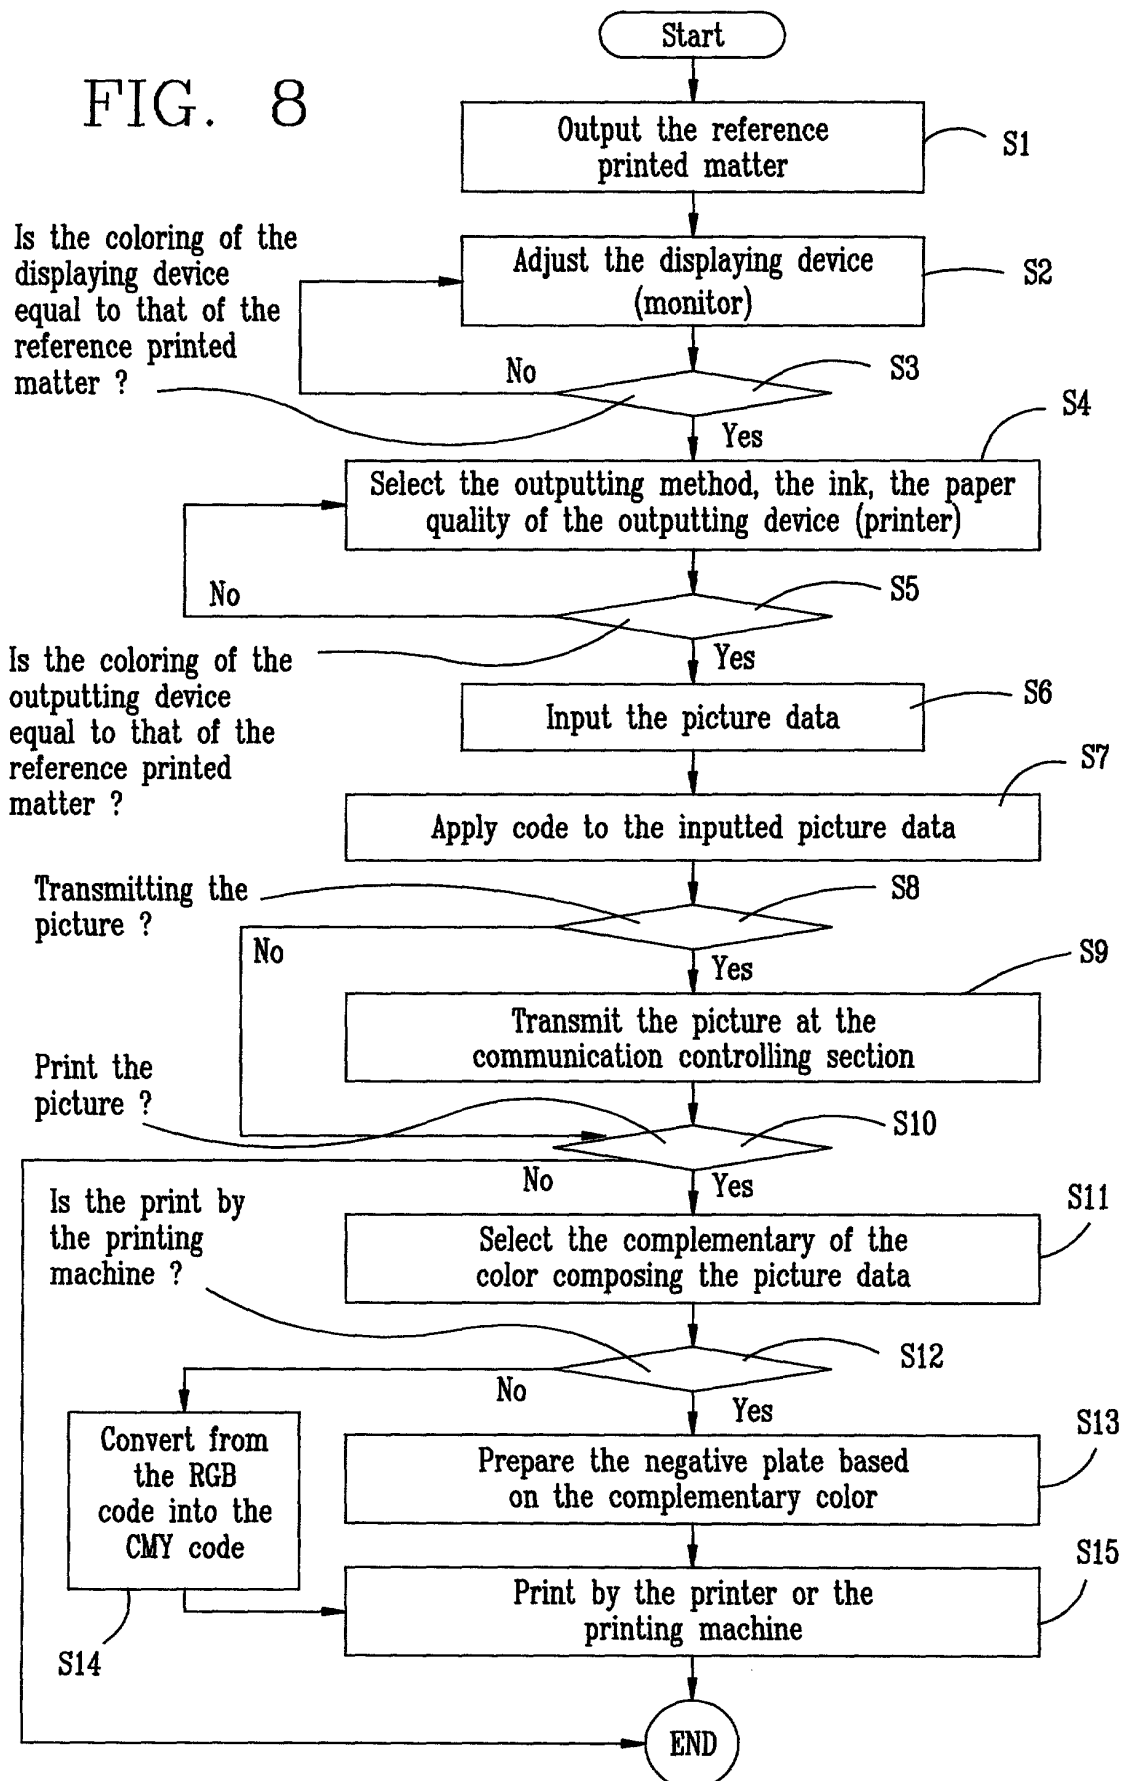 Start
FIG. 8
Output the reference
printed matter
S1
Is the coloring of the
displaying device
equal to that of the
reference printed
matter ?
Adjust the displaying device
(monitor)
S2
No
S3
Yes
S4
Select the outputting method, the ink, the paper
quality of the outputting device (printer)
No
S5
Yes
Is the coloring of the
outputting device
equal to that of the
reference printed
matter ?
S6
Input the picture data
S7
Apply code to the inputted picture data
Transmitting the
picture ?
S8
No
Yes
S9
Transmit the picture at the
communication controlling section
Print the
picture ?
S10
No
Yes
Is the print by
the printing
machine ?
S11
Select the complementary of the
color composing the picture data
S12
No
Yes
Convert from
the RGB
code into the
CMY code
S13
Prepare the negative plate based
on the complementary color
S15
Print by the printer or the
printing machine
S14
END